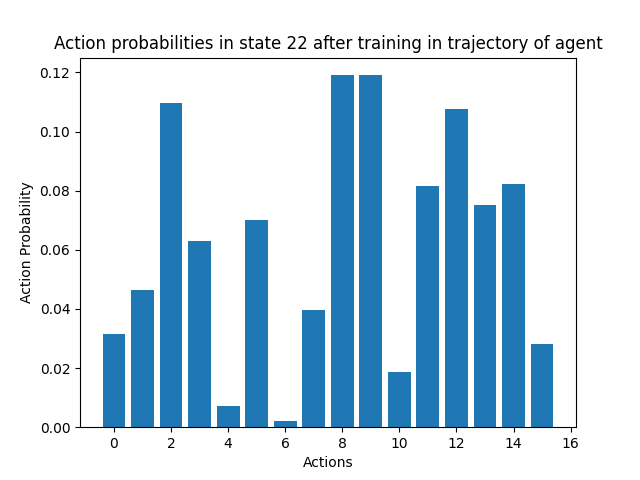 Action probabilities in state 22 after training in trajectory of agent
0.12
0.10
0.08
0.06
0.04
0.02
0.00
Action Probability
0 2 4 6 8 10 12 14 16
Actions